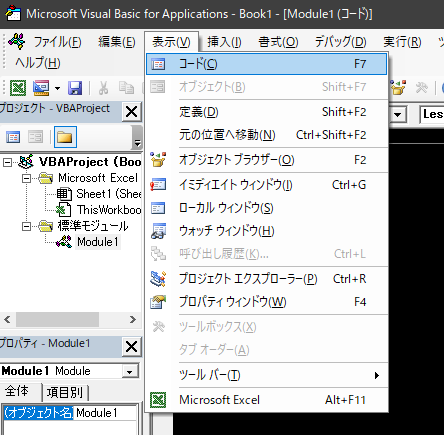 Microsoft Visual Basic for Applications - Book1 - [Module1 (コード)]
ファイル(F) 編集(E) 表示(V) 挿入(I) 書式(O) デバッグ(D) 実行(R)
ヘルプ(H)
コード(C) F7
オブジェクト(B) Shift+F7
定義(D) Shift+F2
元の位置へ移動(N) Ctrl+Shift+F2
オブジェクト ブラウザー(O) F2
イミディエイト ウィンドウ(I) Ctrl+G
ローカル ウィンドウ(S)
ウォッチ ウィンドウ(H)
呼び出し履歴(K)... Ctrl+L
プロジェクト エクスプローラー(P) Ctrl+R
プロパティ ウィンドウ(W) F4
ツールボックス(X)
タブ オーダー(A)
ツール バー(T)
Microsoft Excel Alt+F11
Les
プロジェクト - VBAProject
VBAProject (Boo
Microsoft Excel
Sheet1 (Shee
ThisWorkboo
標準モジュール
Module1
プロパティ - Module1
Module1 Module
全体 項目別
(オブジェクト名 Module1